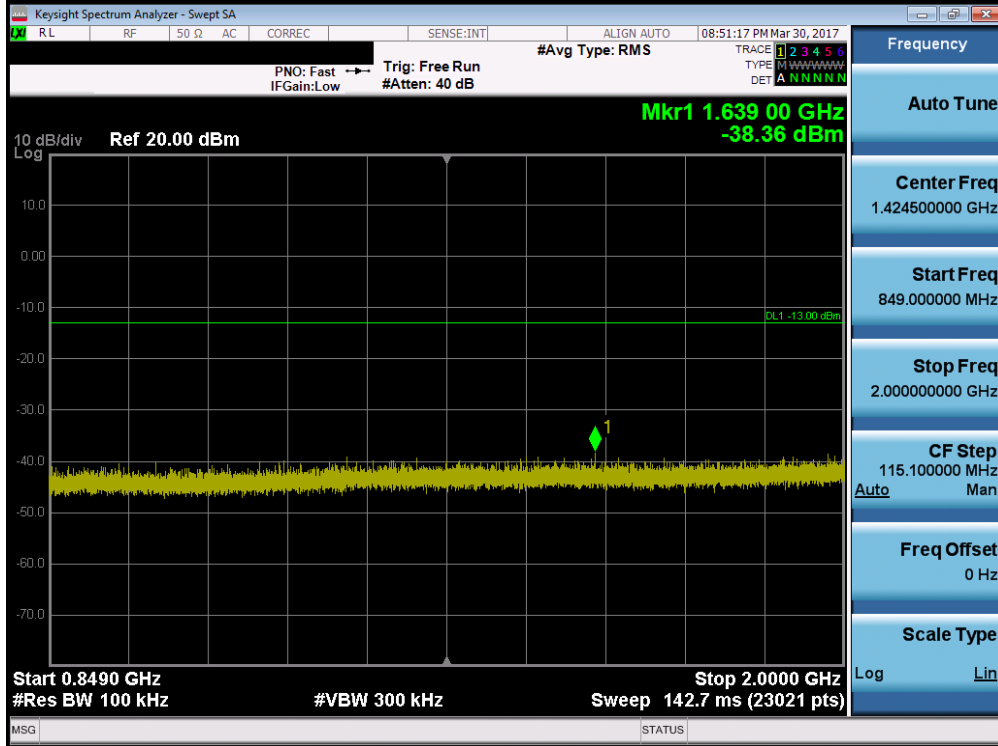 Keysight Spectrum Analyzer - Swept SA
LXI RL RF 50 Ω AC CORREC SENSE:INT ALIGN AUTO 08:51:17 PM Mar 30, 2017
#Avg Type: RMS TRACE 1 2 3 4 5 6
PNO: Fast Trig: Free Run TYPE M WWWWW
IFGain:Low #Atten: 40 dB DET A N N N N N
Mkr1 1.639 00 GHz
-38.36 dBm
10 dB/div Ref 20.00 dBm
Log
10.0
0.00
-10.0
DL1 -13.00 dBm
-20.0
-30.0
1
-40.0
-50.0
-60.0
-70.0
Start 0.8490 GHz Stop 2.0000 GHz
#Res BW 100 kHz #VBW 300 kHz Sweep 142.7 ms (23021 pts)
MSG STATUS
Frequency
Auto Tune
Center Freq
1.424500000 GHz
Start Freq
849.000000 MHz
Stop Freq
2.000000000 GHz
CF Step
115.100000 MHz
Auto Man
Freq Offset
0 Hz
Scale Type
Log Lin